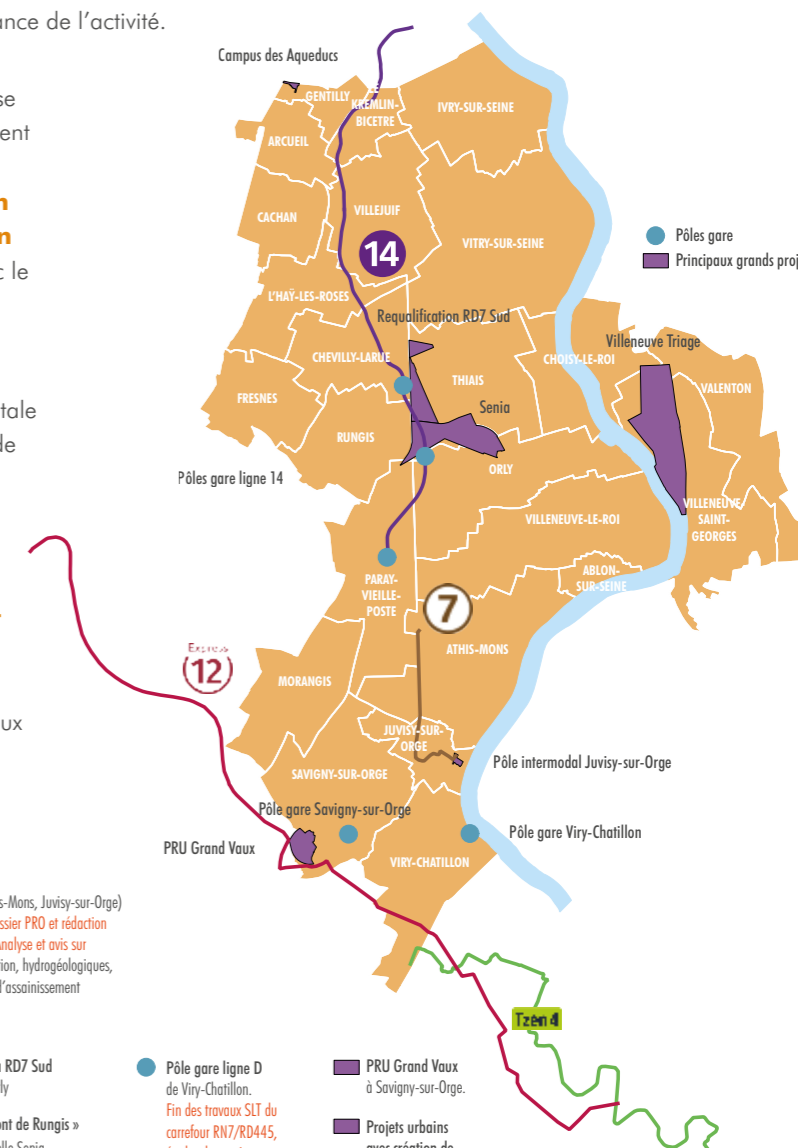 ance de l'activité.
se
ent
n
n
c le
tale
de
ux
Campus des Aqueducs
GENTILLY
LE
KREMLIN-
BICETRE
IVRY-SUR-SEINE
ARCUEIL
CACHAN
VILLEJUIF
VITRY-SUR-SEINE
14
Pôles gare
Principaux grands proj
L'HAŸ-LES-ROSES
Requalification RD7 Sud
Villeneuve Triage
CHEVILLY-LARUE
THIAIS
CHOISY-LE-ROI
VALENTON
FRESNES
Senia
RUNGIS
ORLY
Pôles gare ligne 14
VILLENEUVE-LE-ROI
VILLENEUVE
SAINT-
GEORGES
ABLON-
SUR-SEINE
PARAY-
VIEILLE-
POSTE
7
ATHIS-MONS
Express
12
MORANGIS
JUVISY-SUR-
ORGE
Pôle intermodal Juvisy-sur-Orge
SAVIGNY-SUR-ORGE
Pôle gare Savigny-sur-Orge
Pôle gare Viry-Chatillon
PRU Grand Vaux
VIRY-CHATILLON
Tzen 4
s-Mons, Juvisy-sur-Orge)
ssier PRO et rédaction
Analyse et avis sur
tion, hydrogéologiques,
l'assainissement
n RD7 Sud
ly
ont de Rungis »
lle Senia
Pôle gare ligne D
de Viry-Chatillon.
Fin des travaux SLT du
carrefour RN7/RD445,
PRU Grand Vaux
à Savigny-sur-Orge.
Projets urbains
avec création de